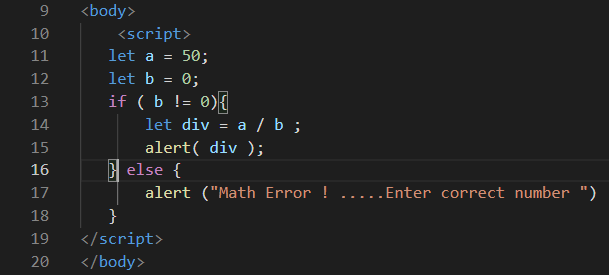 9 <body>
10 <script>
11 let a = 50;
12 let b = 0;
13 if ( b != 0){
14 let div = a / b ;
15 alert( div );
16 } else {
17 alert ("Math Error ! .....Enter correct number ")
18 }
19 </script>
20 </body>